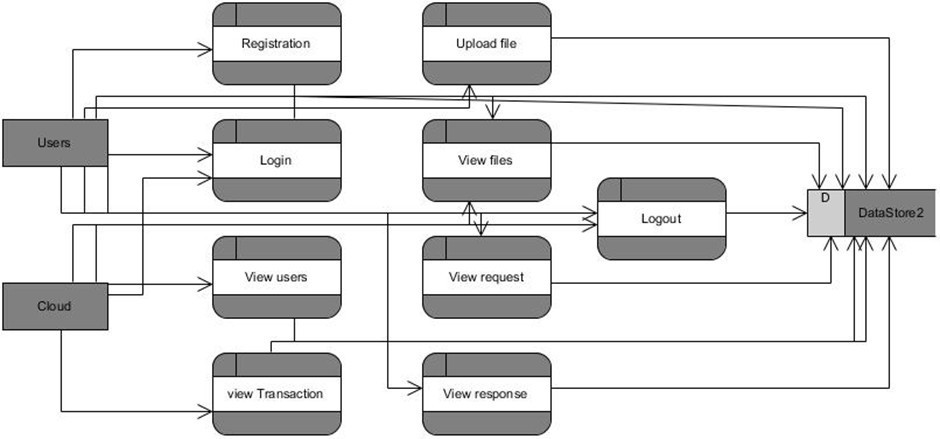 Registration
Upload file
Users
Login
View files
D
DataStore2
Logout
View users
View request
Cloud
view Transaction
View response